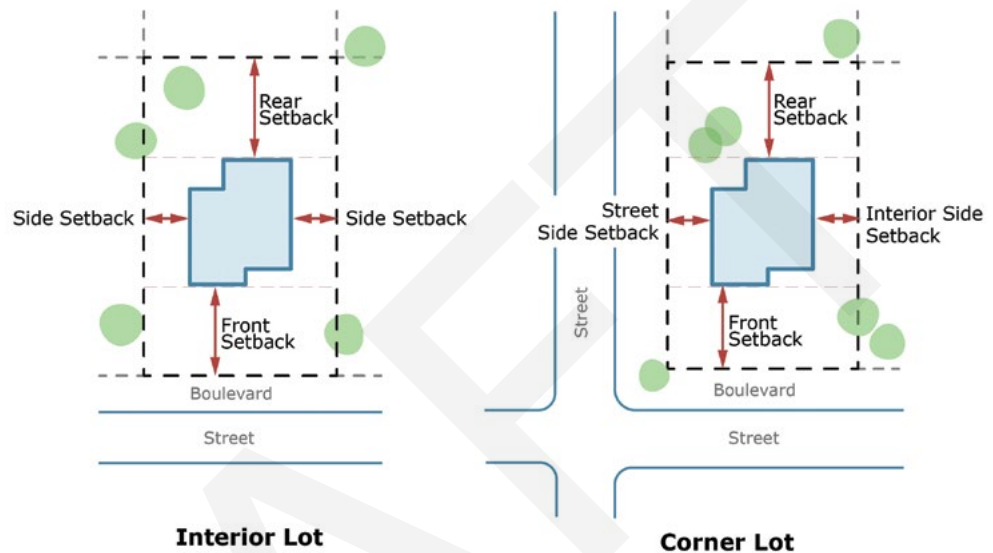 Rear
Setback
Side Setback
Side Setback
Front
Setback
Boulevard
Street
Interior Lot
Rear
Setback
Street
Side Setback
Interior Side
Setback
Street
Front
Setback
Boulevard
Street
Corner Lot